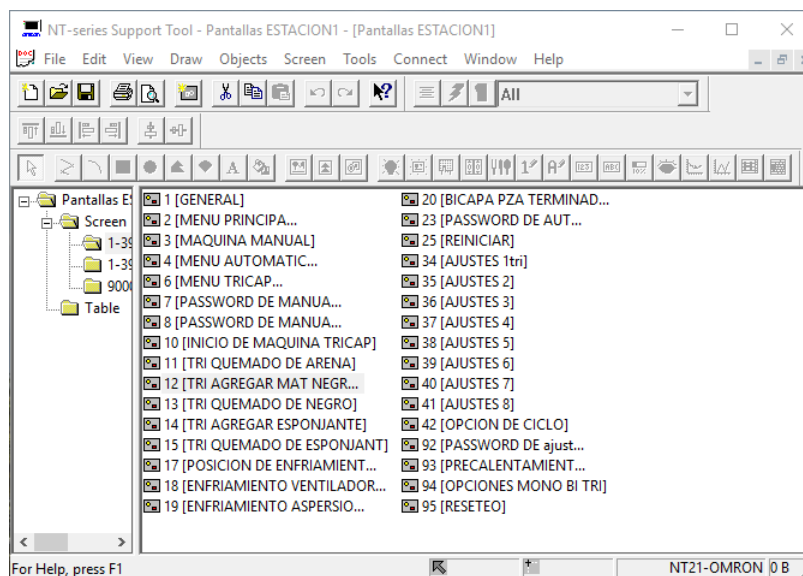 NT-series Support Tool - Pantallas ESTACION1 - [Pantallas ESTACION1]
File Edit View Draw Objects Screen Tools Connect Window Help
All
Pantallas E
Screen
1-39
1-39
9000
Table
1 [GENERAL]
2 [MENU PRINCIPA...
3 [MAQUINA MANUAL]
4 [MENU AUTOMATIC...
6 [MENU TRICAP...
7 [PASSWORD DE MANUA...
8 [PASSWORD DE MANUA...
10 [INICIO DE MAQUINA TRICAP]
11 [TRI QUEMADO DE ARENA]
12 [TRI AGREGAR MAT NEGR...
13 [TRI QUEMADO DE NEGRO]
14 [TRI AGREGAR ESPONJANTE]
15 [TRI QUEMADO DE ESPONJANT]
17 [POSICION DE ENFRIAMIENT...
18 [ENFRIAMIENTO VENTILADOR...
19 [ENFRIAMIENTO ASPERSIO...
20 [BICAPA PZA TERMINAD...
23 [PASSWORD DE AUT...
25 [REINICIAR]
34 [AJUSTES 1tri]
35 [AJUSTES 2]
36 [AJUSTES 3]
37 [AJUSTES 4]
38 [AJUSTES 5]
39 [AJUSTES 6]
40 [AJUSTES 7]
41 [AJUSTES 8]
42 [OPCION DE CICLO]
92 [PASSWORD DE ajust...
93 [PRECALENTAMIENT...
94 [OPCIONES MONO BI TRI]
95 [RESETEO]
For Help, press F1
NT21-OMRON 0 B